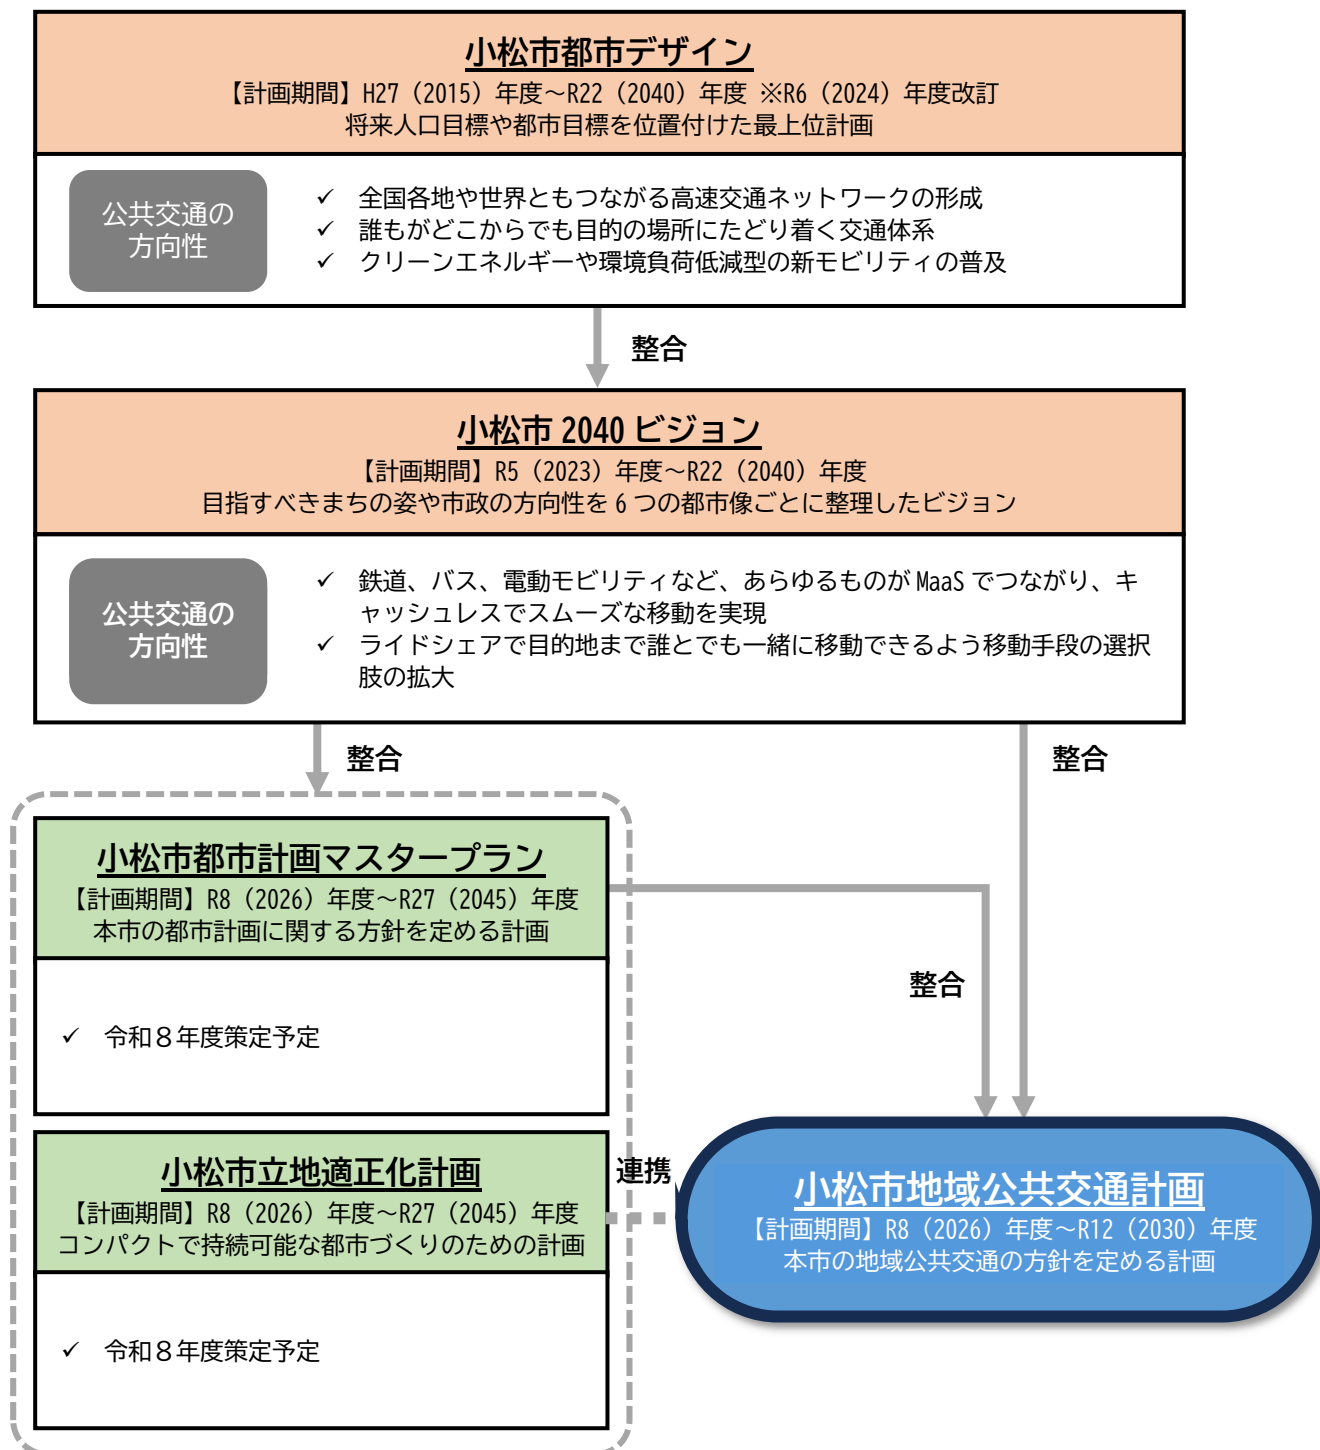 小松市都市デザイン
【計画期間】H27（2015）年度～R22（2040）年度 ※R6（2024）年度改訂
将来人口目標や都市目標を位置付けた最上位計画
公共交通の
方向性
✓ 全国各地や世界ともつながる高速交通ネットワークの形成
✓ 誰もがどこからでも目的の場所にたどり着く交通体系
✓ クリーンエネルギーや環境負荷低減型の新モビリティの普及
整合
小松市 2040 ビジョン
【計画期間】R5（2023）年度～R22（2040）年度
目指すべきまちの姿や市政の方向性を 6 つの都市像ごとに整理したビジョン
公共交通の
方向性
✓ 鉄道、バス、電動モビリティなど、あらゆるものが MaaS でつながり、キ
ャッシュレスでスムーズな移動を実現
✓ ライドシェアで目的地まで誰とでも一緒に移動できるよう移動手段の選択
肢の拡大
整合
整合
小松市都市計画マスタープラン
【計画期間】R8（2026）年度～R27（2045）年度
本市の都市計画に関する方針を定める計画
✓ 令和８年度策定予定
整合
小松市立地適正化計画
【計画期間】R8（2026）年度～R27（2045）年度
コンパクトで持続可能な都市づくりのための計画
✓ 令和８年度策定予定
連携
小松市地域公共交通計画
【計画期間】R8（2026）年度～R12（2030）年度
本市の地域公共交通の方針を定める計画